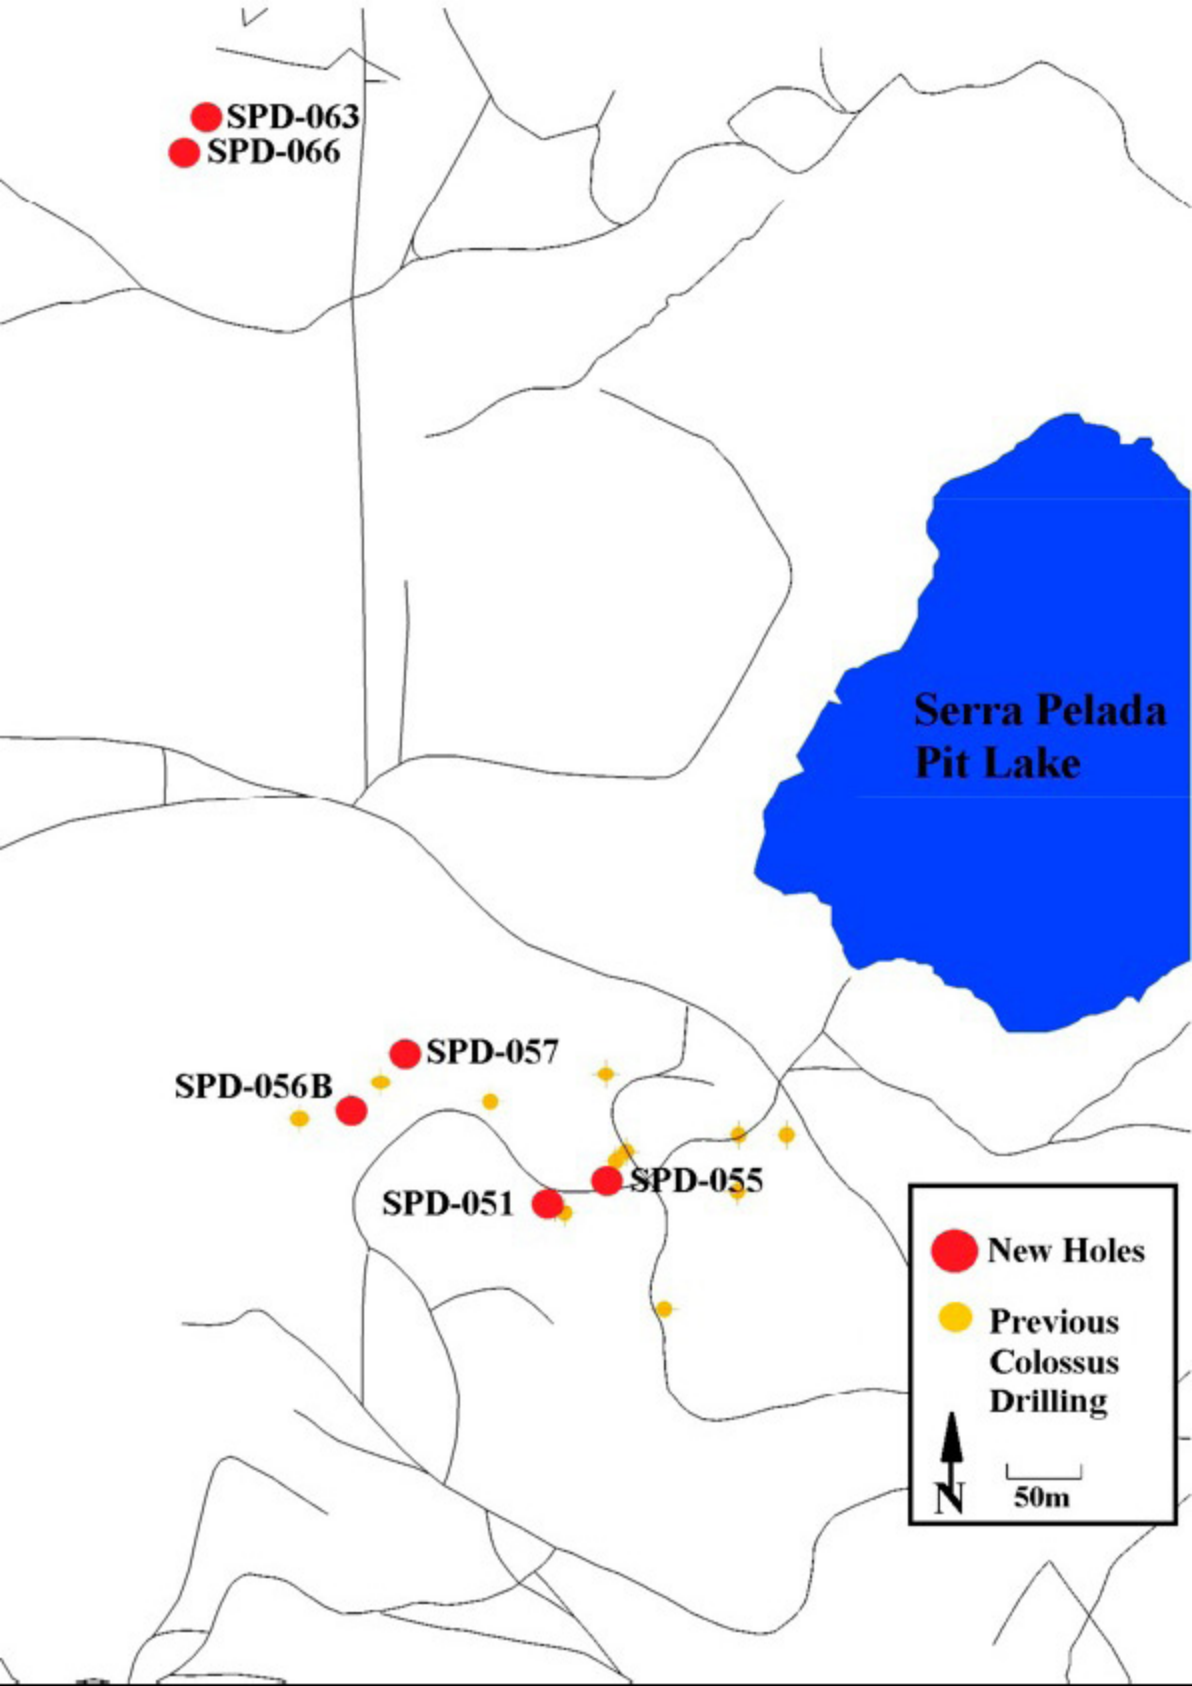 SPD-063
SPD-066
Serra Pelada
Pit Lake
SPD-057
SPD-056B
SPD-055
SPD-051
New Holes
Previous
Colossus
Drilling
N
50m